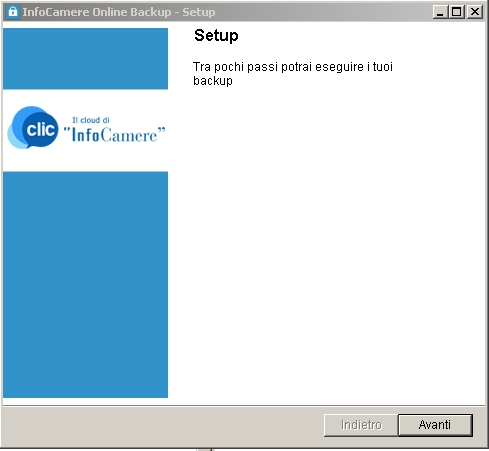 InfoCamere Online Backup - Setup
Setup
Tra pochi passi potrai eseguire i tuoi
backup
clic
Il cloud di
"InfoCamere"
Indietro
Avanti